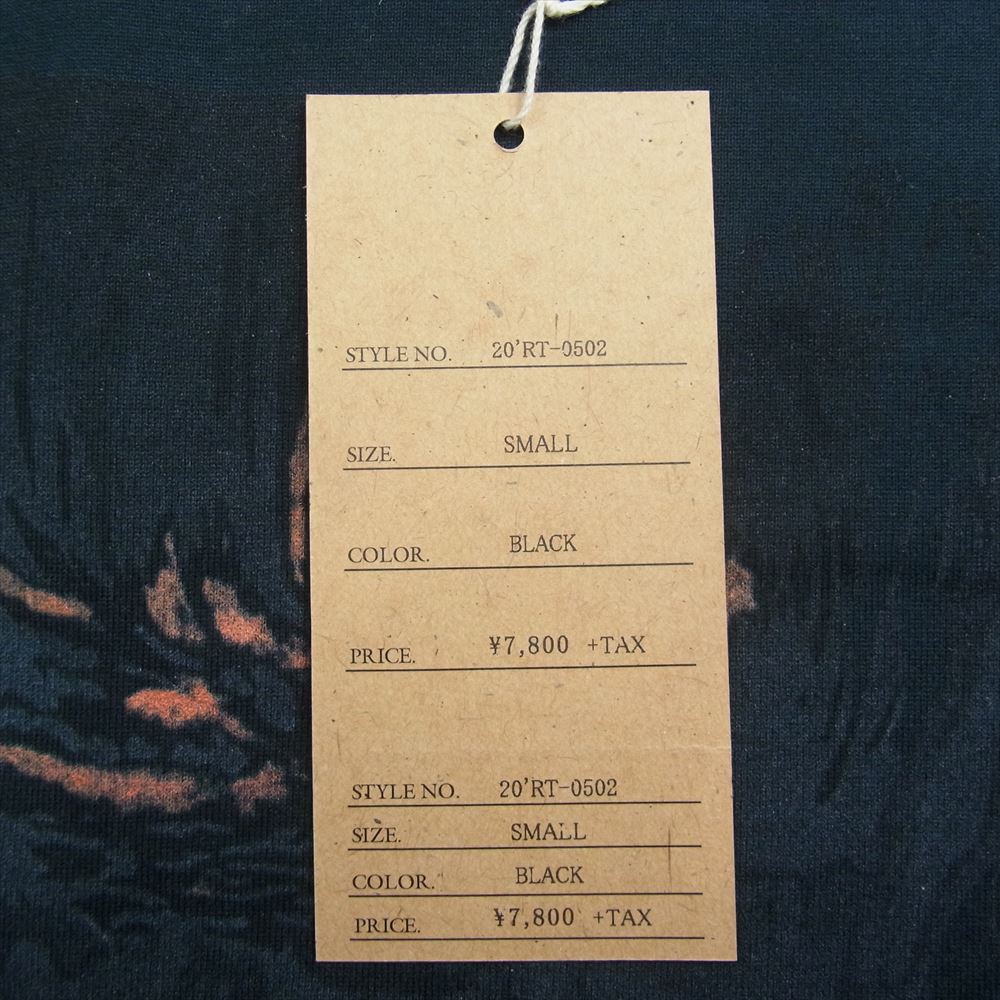 STYLE NO. 20'RT-0502
SIZE. SMALL
COLOR. BLACK
PRICE. ¥7,800 +TAX
STYLE NO. 20'RT-0502
SIZE. SMALL
COLOR. BLACK
PRICE. ¥7,800 +TAX